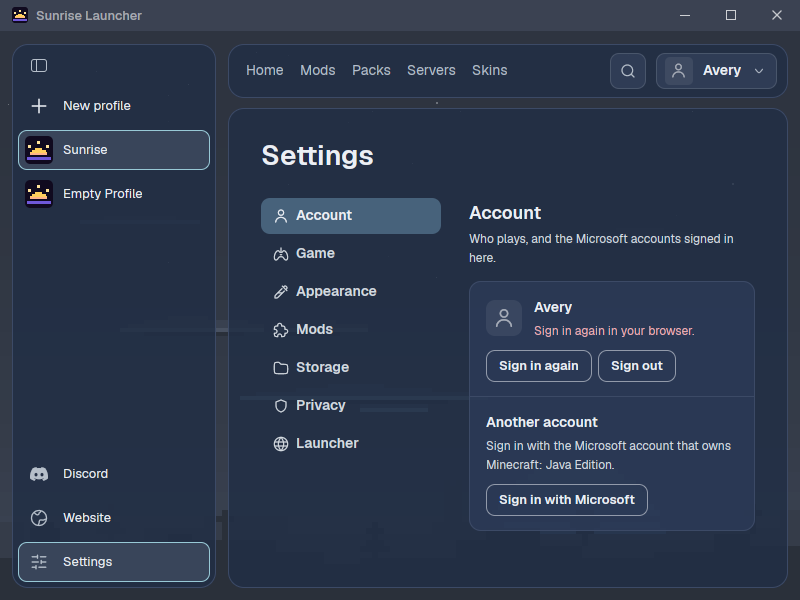 Sunrise Launcher
New profile
Sunrise
Empty Profile
Discord
Website
Settings
Home Mods Packs Servers Skins
Avery
Settings
Account
Game
Appearance
Mods
Storage
Privacy
Launcher
Account
Who plays, and the Microsoft accounts signed in
here.
Avery
Sign in again in your browser.
Sign in again Sign out
Another account
Sign in with the Microsoft account that owns
Minecraft: Java Edition.
Sign in with Microsoft